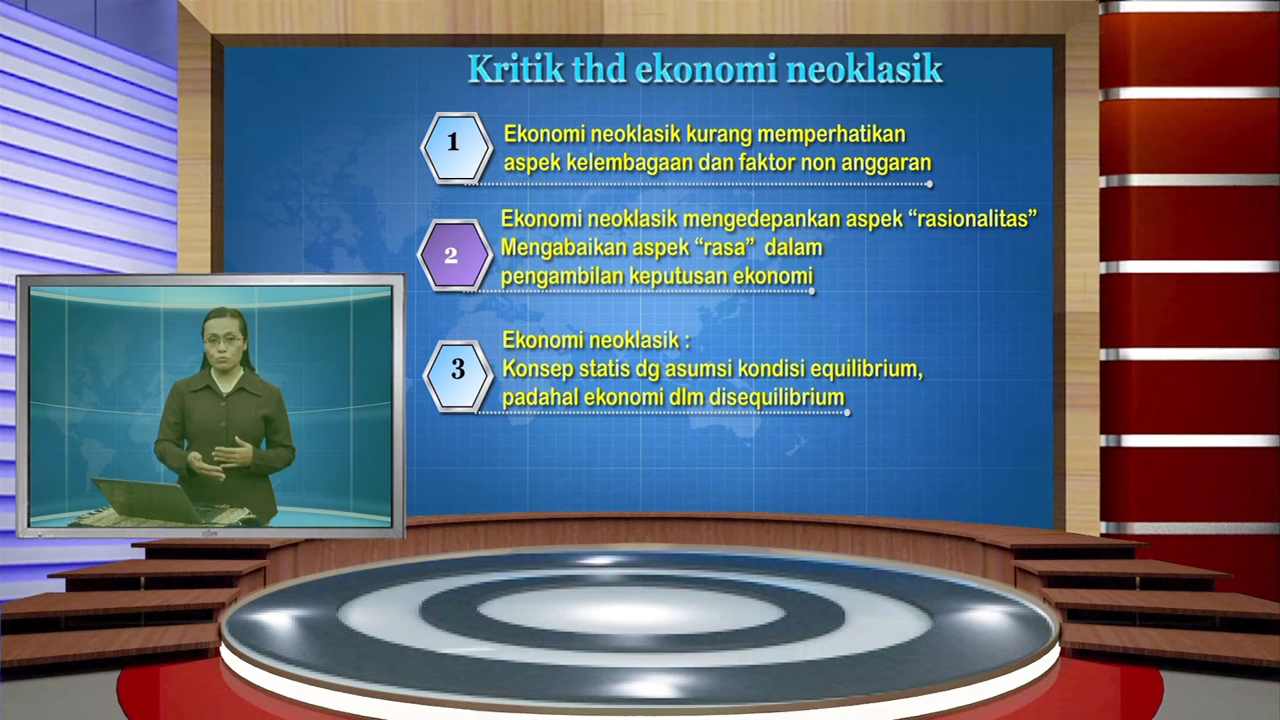 Kritik thd ekonomi neoklasik
1
Ekonomi neoklasik kurang memperhatikan
aspek kelembagaan dan faktor non anggaran
2
Ekonomi neoklasik mengedepankan aspek “rasionalitas”
Mengabaikan aspek “rasa” dalam
pengambilan keputusan ekonomi
3
Ekonomi neoklasik :
Konsep statis dg asumsi kondisi equilibrium,
padahal ekonomi dlm disequilibrium